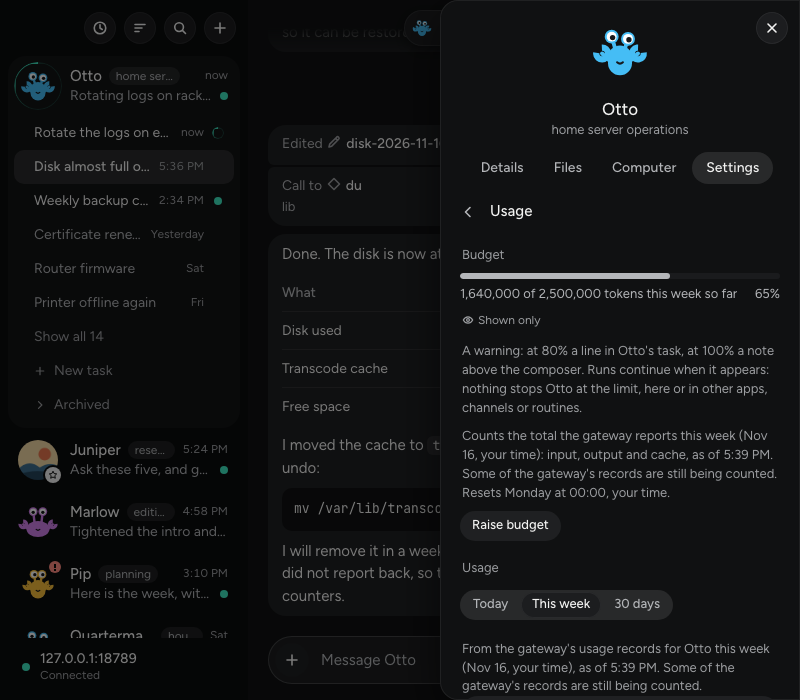 Otto home ser... now
Rotating logs on rack...
Rotate the logs on e... now
Disk almost full o... 5:36 PM
Weekly backup c... 2:34 PM
Certificate rene... Yesterday
Router firmware Sat
Printer offline again Fri
Show all 14
+ New task
> Archived
Juniper rese... 5:24 PM
Ask these five, and g...
Marlow editi... 4:58 PM
Tightened the intro and...
Pip planning 3:10 PM
Here is the week, wit...
Quarterma hou Sat
127.0.0.1:18789
Connected
so it can be restor
Edited disk-2026-11-1
Call to du
lib
Done. The disk is now at
What
Disk used
Transcode cache
Free space
I moved the cache to
undo:
mv /var/lib/transco
I will remove it in a week
did not report back, so t
counters.
Message Otto
Otto
home server operations
Details Files Computer Settings
Usage
Budget
1,640,000 of 2,500,000 tokens this week so far 65%
Shown only
A warning: at 80% a line in Otto's task, at 100% a note
above the composer. Runs continue when it appears:
nothing stops Otto at the limit, here or in other apps,
channels or routines.
Counts the total the gateway reports this week (Nov
16, your time): input, output and cache, as of 5:39 PM.
Some of the gateway's records are still being counted.
Resets Monday at 00:00, your time.
Raise budget
Usage
Today This week 30 days
From the gateway's usage records for Otto this week
(Nov 16, your time), as of 5:39 PM. Some of the
gateway's records are still being counted.